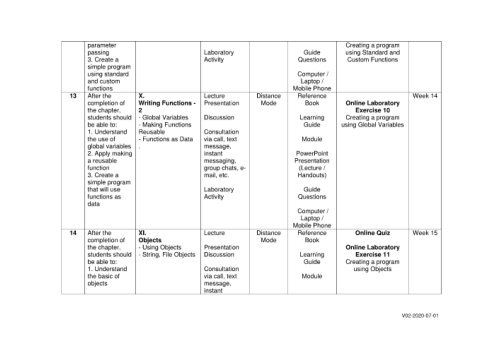 parameter
passing
3. Create a
simple program
using standard
and custom
functions
Laboratory
Activity
Guide
Questions
Computer /
Laptop /
Mobile Phone
Creating a program
using Standard and
Custom Functions
13
After the
completion of
the chapter,
students should
be able to:
1. Understand
the use of
global variables
2. Apply making
a reusable
function
3. Create a
simple program
that will use
functions as
data
X.
Writing Functions -
2
- Global Variables
- Making Functions
Reusable
- Functions as Data
.
Lecture
Presentation
Discussion
Consultation
via call, text
message,
instant
messaging,
group chats, e-
mail, etc.
Laboratory
Activity
Distance
Mode
Reference
Book
Learning
Guide
Module
PowerPoint
Presentation
(Lecture /
Handouts)
Guide
Questions
Computer /
Laptop /
Mobile Phone
Online Laboratory
Exercise 10
Creating a program
using Global Variables
Week 14
14
After the
completion of
the chapter,
students should
be able to:
1. Understand
the basic of
objects
XI.
Objects
- Using Objects
- String, File Objects
Lecture
Presentation
Discussion
Consultation
via call, text
message,
instant
Distance
Mode
Reference
Book
Learning
Guide
Module
Online Quiz
Online Laboratory
Exercise 11
Creating a program
using Objects
Week 15
V02-2020-07-01